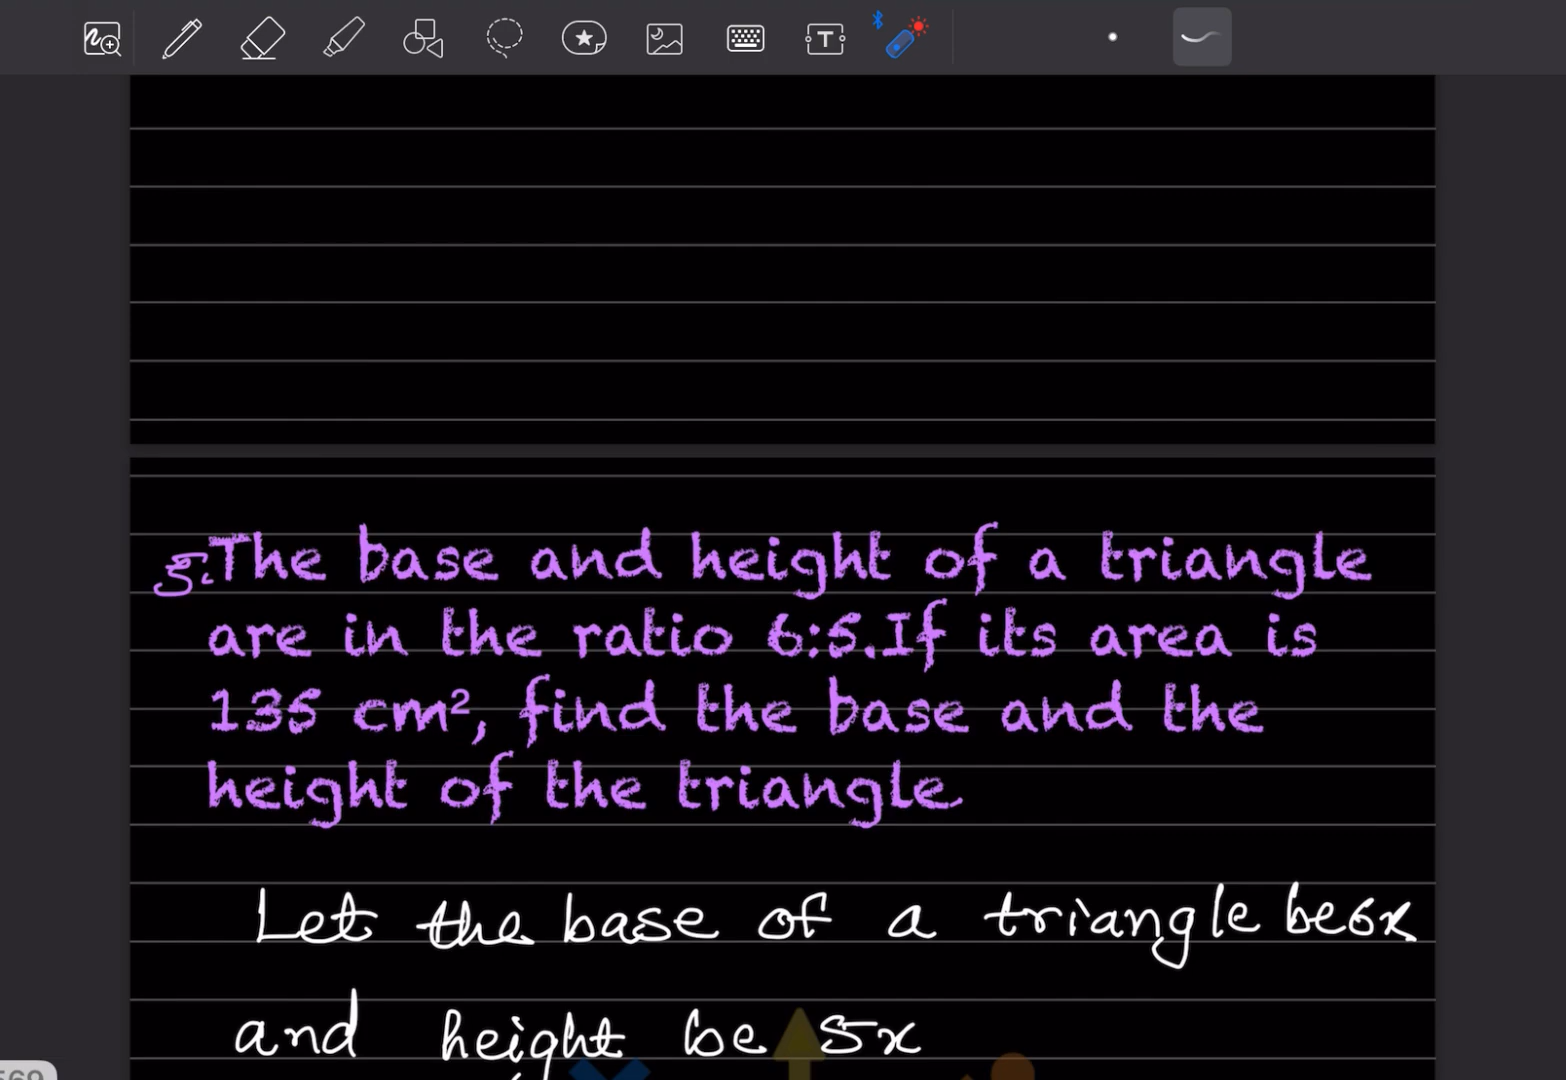 5. The base and height of a triangle
are in the ratio 6:5.If its area is
135 cm², find the base and the
height of the triangle
Let the base of a triangle be 6x
and height be 5x
569